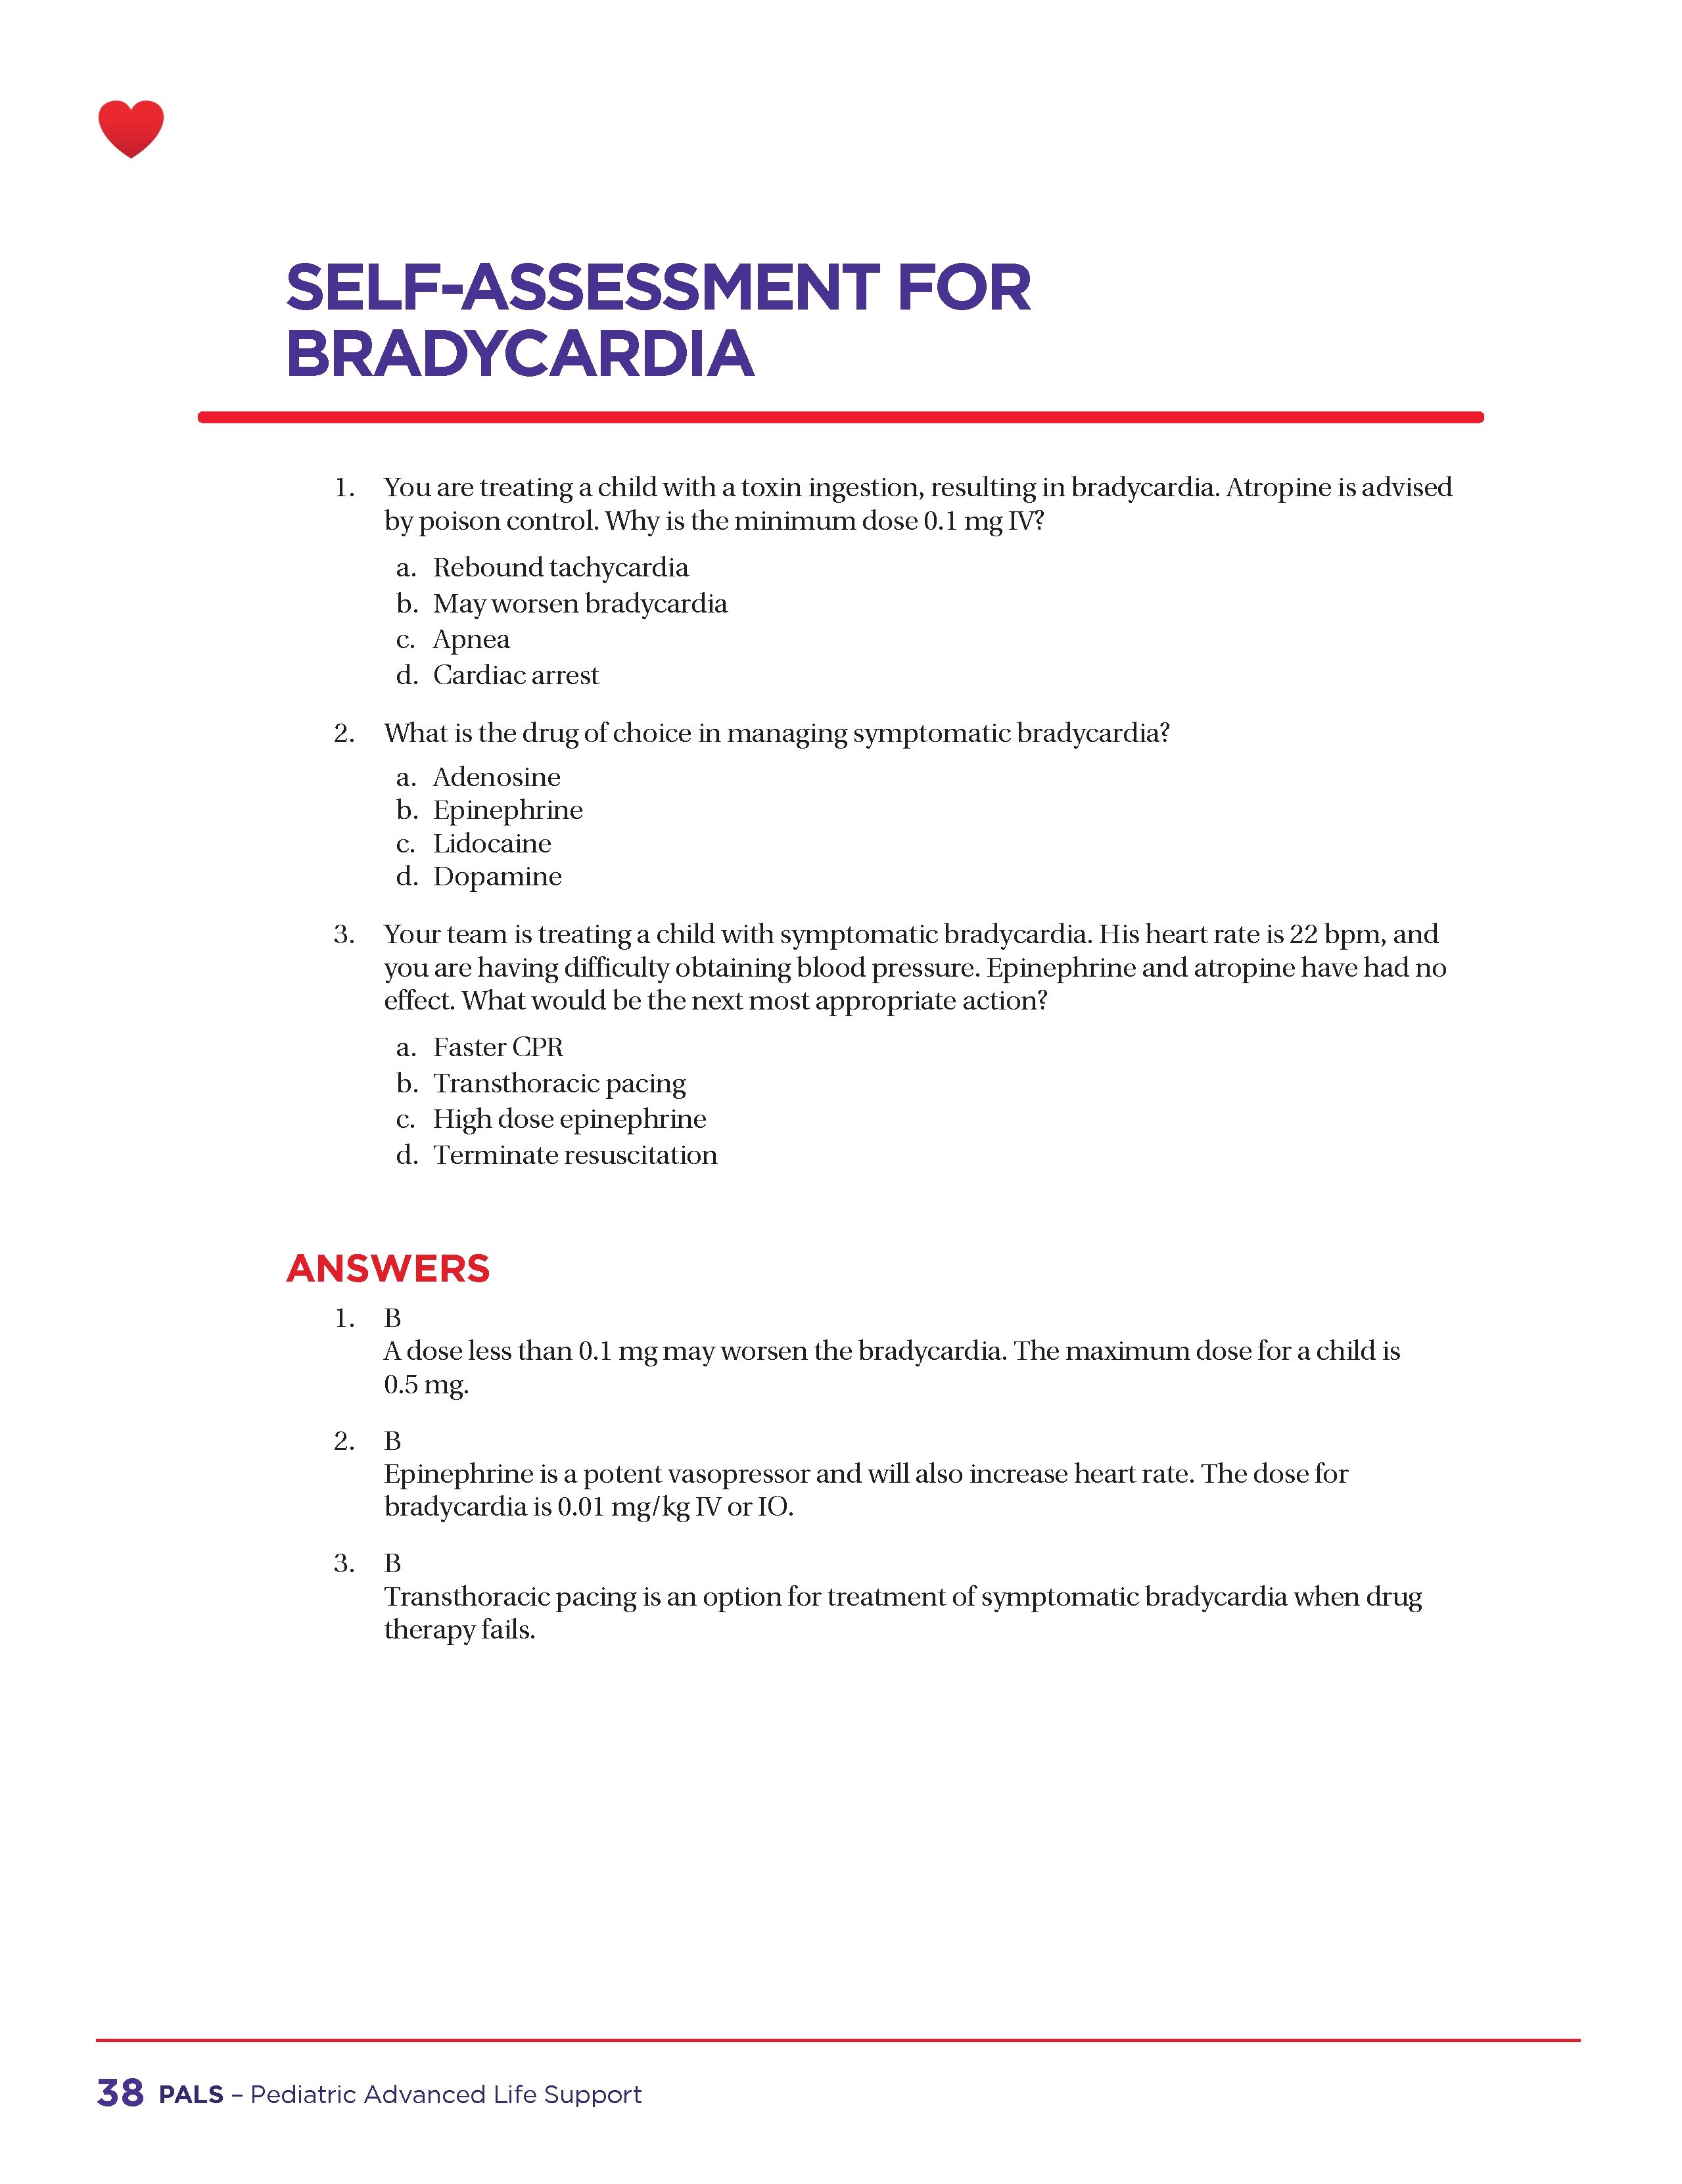 SELF-ASSESSMENT FOR
BRADYCARDIA
1. You are treating a child with a toxin ingestion, resulting in bradycardia. Atropine is advised
by poison control. Why is the minimum dose 0.1 mg IV?
a. Rebound tachycardia
b. May worsen bradycardia
c. Apnea
d. Cardiac arrest
2. What is the drug of choice in managing symptomatic bradycardia?
a. Adenosine
b. Epinephrine
c. Lidocaine
d. Dopamine
3. Your team is treating a child with symptomatic bradycardia. His heart rate is 22 bpm, and
you are having difficulty obtaining blood pressure. Epinephrine and atropine have had no
effect. What would be the next most appropriate action?
a. Faster CPR
b. Transthoracic pacing
c. High dose epinephrine
d. Terminate resuscitation
ANSWERS
1. B
A dose less than 0.1 mg may worsen the bradycardia. The maximum dose for a child is
0.5 mg.
2. B
Epinephrine is a potent vasopressor and will also increase heart rate. The dose for
bradycardia is 0.01 mg/kg IV or IO.
3. B
Transthoracic pacing is an option for treatment of symptomatic bradycardia when drug
therapy fails.
38 PALS – Pediatric Advanced Life Support